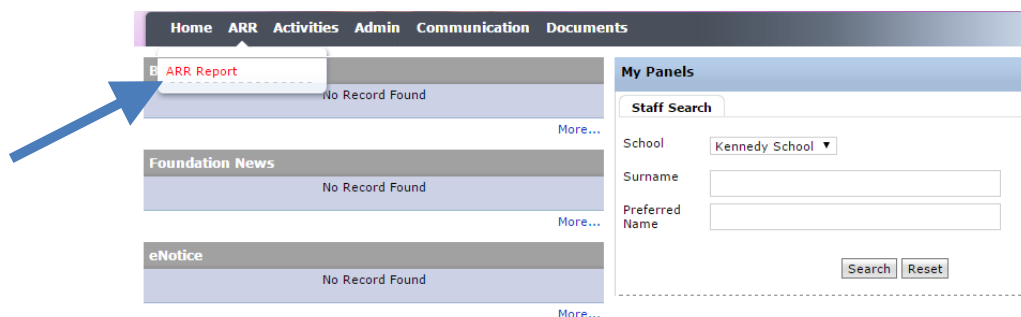 Home ARR Activities Admin Communication Documents
ARR Report
B
No Record Found
More...
Foundation News
No Record Found
More...
eNotice
No Record Found
More...
My Panels
Staff Search
School Kennedy School
Surname
Preferred
Name
Search Reset